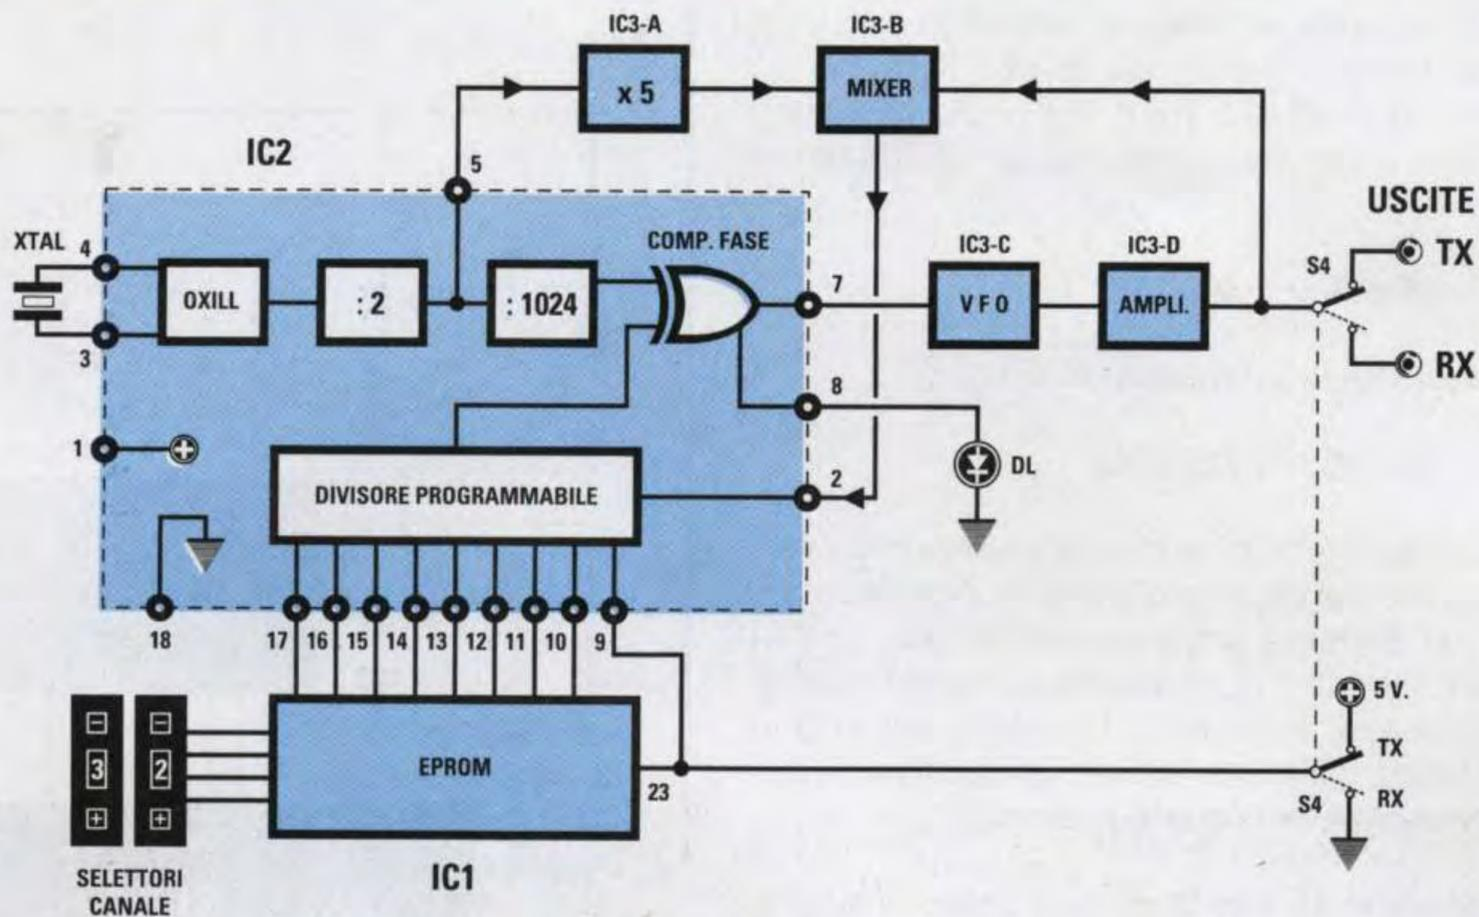 IC3-A
IC3-B
x 5
MIXER
IC2
5
USCITE
XTAL
4
COMP. FASE
IC3-C
IC3-D
S4
TX
OXILL
: 2
: 1024
7
V F O
AMPLI.
3
RX
8
1
+
DL
DIVISORE PROGRAMMABILE
2
18
17
16
15
14
13
12
11
10
9
+
5 V.
- -
3 2
+ +
EPROM
23
TX
S4
RX
SELETTORI
CANALE
IC1